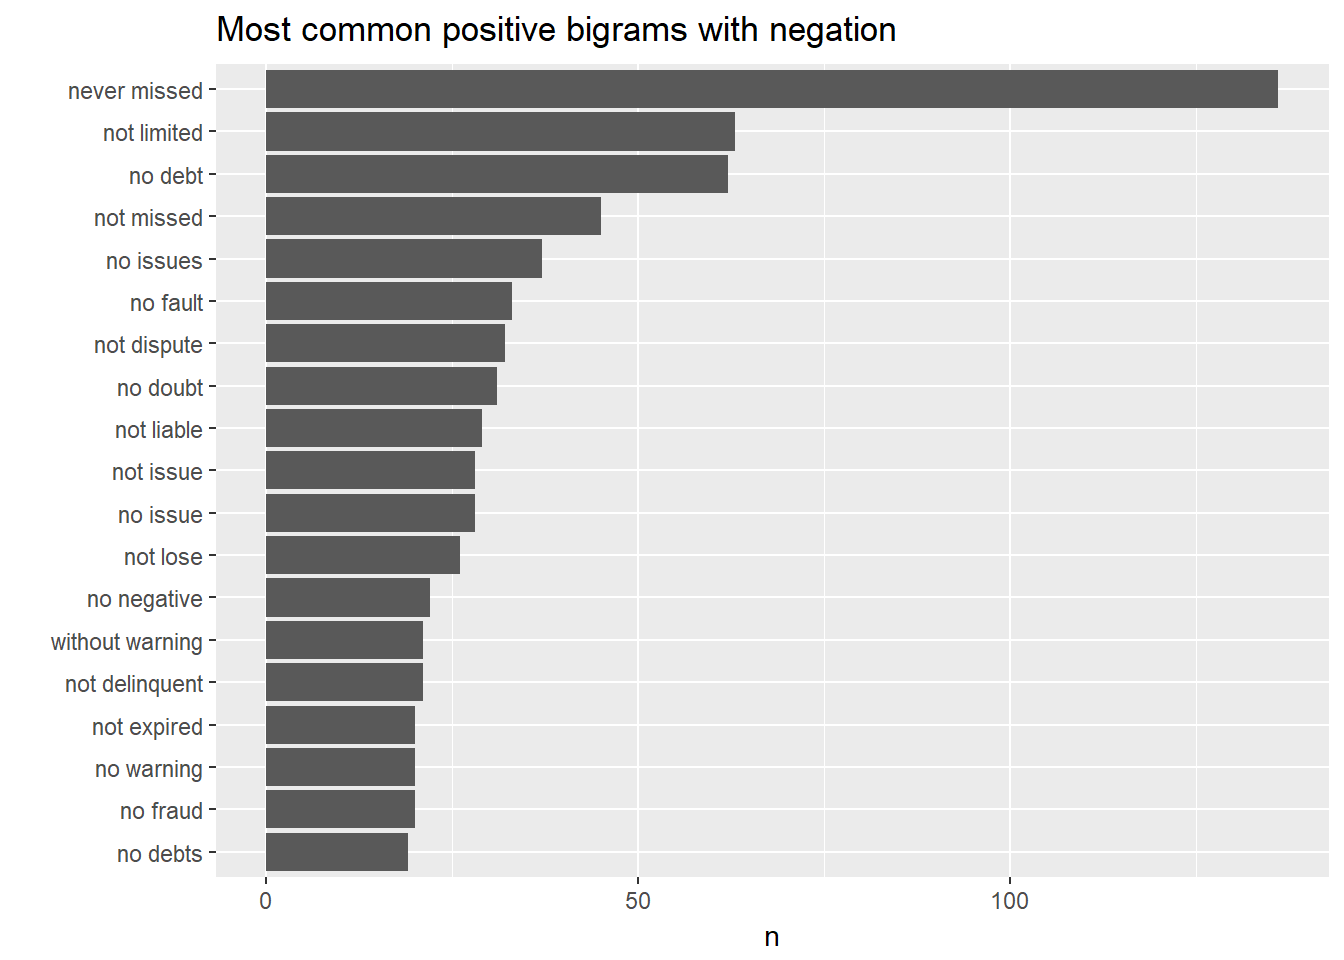 Most common positive bigrams with negation
never missed
not limited
no debt
not missed
no issues
no fault
not dispute
no doubt
not liable
not issue
no issue
not lose
no negative
without warning
not delinquent
not expired
no warning
no fraud
no debts
0 50 100
n